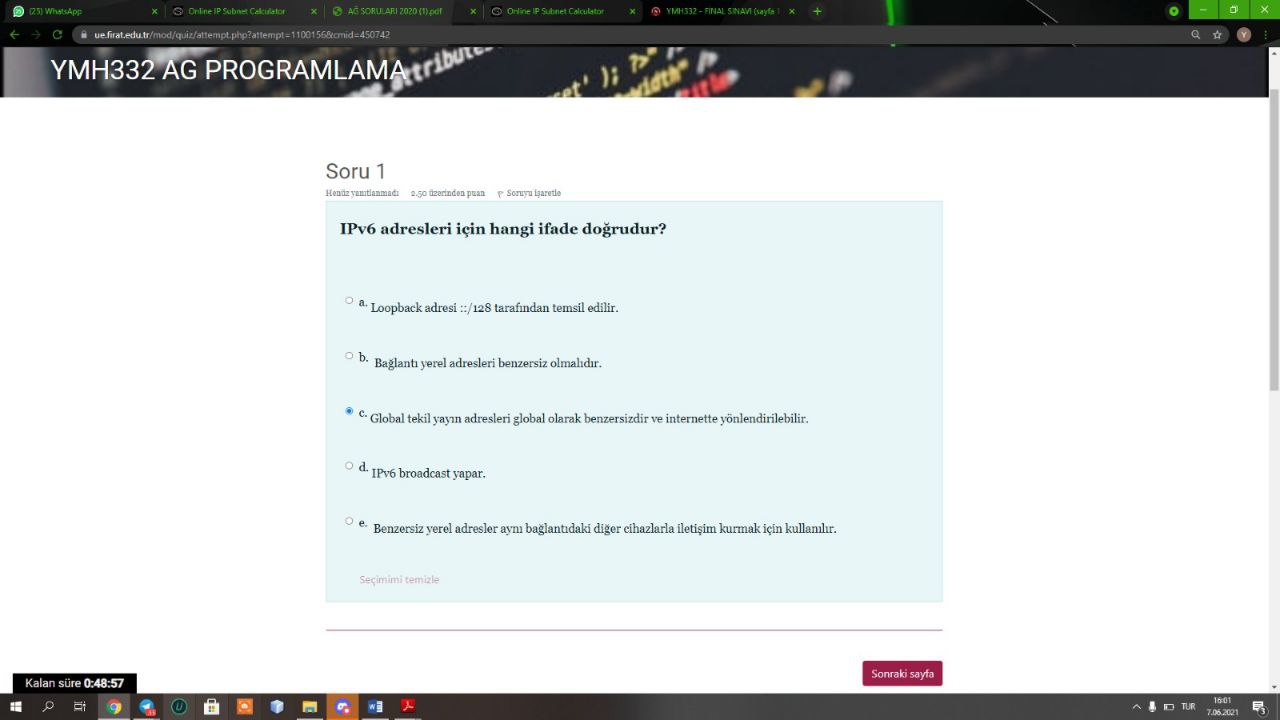 (25) WhatsApp
Online IP Subnet Calculator
AĞ SORULARI 2020 (1).pdf
Online IP Subnet Calculator
YMH332 - FİNAL SINAVI (sayfa 1
ue.firat.edu.tr/mod/quiz/attempt.php?attempt=1100156&cmid=450742
Y
YMH332 AG PROGRAMLAMA
Soru 1
Henüz yanıtlanmadı 2,50 üzerinden puan Soruyu işaretle
IPv6 adresleri için hangi ifade doğrudur?
a. Loopback adresi ::/128 tarafından temsil edilir.
b. Bağlantı yerel adresleri benzersiz olmalıdır.
c. Global tekil yayın adresleri global olarak benzersizdir ve internette yönlendirilebilir.
d. IPv6 broadcast yapar.
e. Benzersiz yerel adresler aynı bağlantıdaki diğer cihazlarla iletişim kurmak için kullanılır.
Seçimimi temizle
Sonraki sayfa
Kalan süre 0:48:57
TUR
16:01
7.06.2021